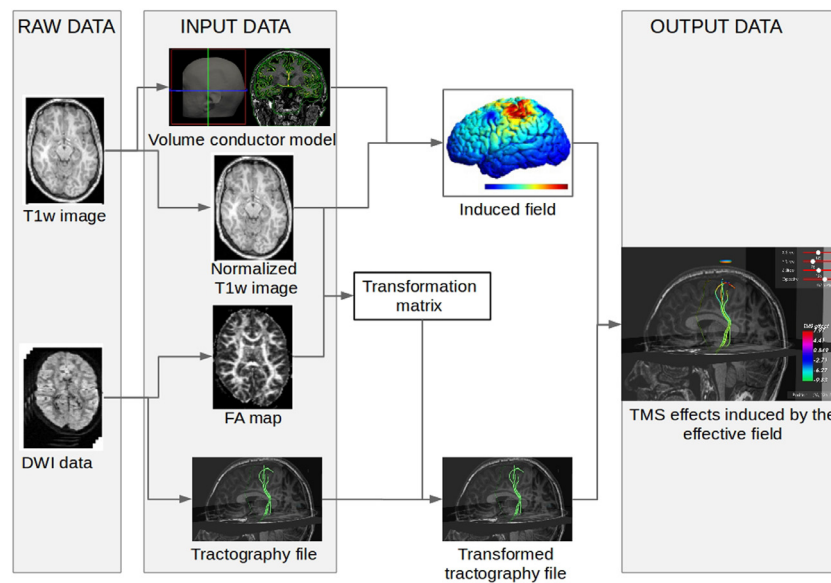 RAW DATA
INPUT DATA
OUTPUT DATA
Volume conductor model
T1w image
Normalized
T1w image
Induced field
Transformation
matrix
FA map
DWI data
TMS effects induced by the
effective field
Tractography file
Transformed
tractography file